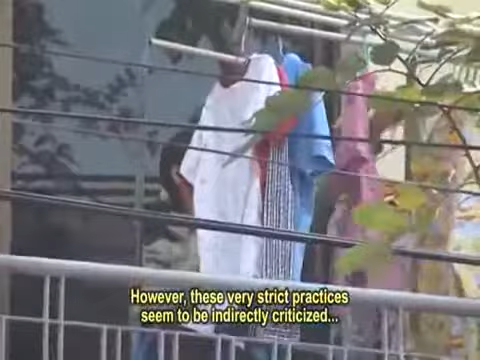 However, these very strict practices
seem to be indirectly criticized...